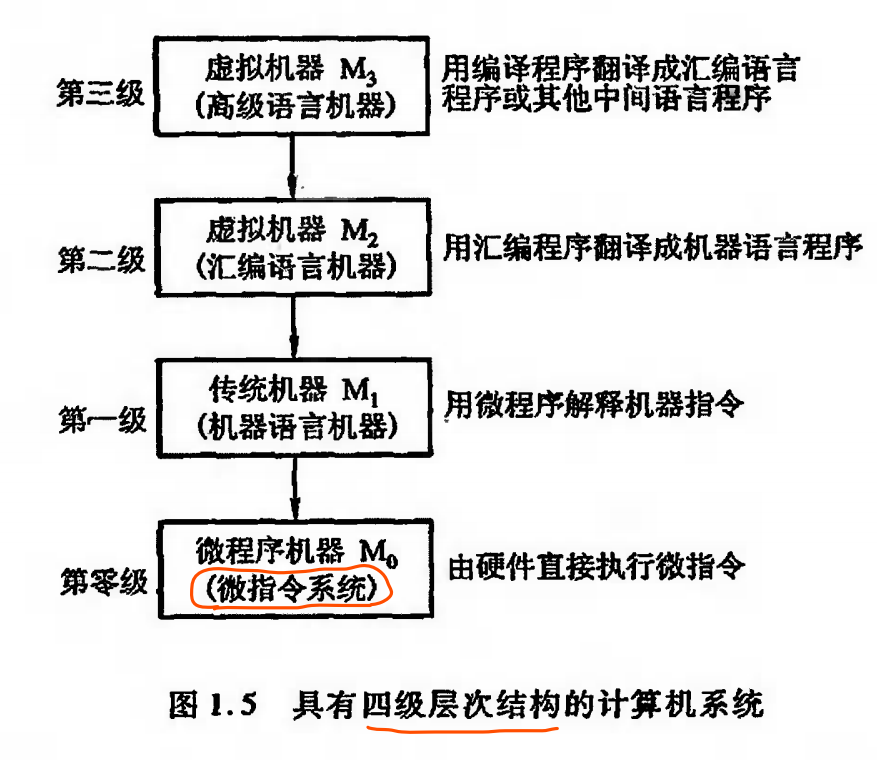 第三级
虚拟机器 M₃
(高级语言机器)
用编译程序翻译成汇编语言
程序或其他中间语言程序
第二级
虚拟机器 M₂
(汇编语言机器)
用汇编程序翻译成机器语言程序
第一级
传统机器 M₁
(机器语言机器)
用微程序解释机器指令
第零级
微程序机器 M₀
(微指令系统)
由硬件直接执行微指令
图 1.5 具有四级层次结构的计算机系统